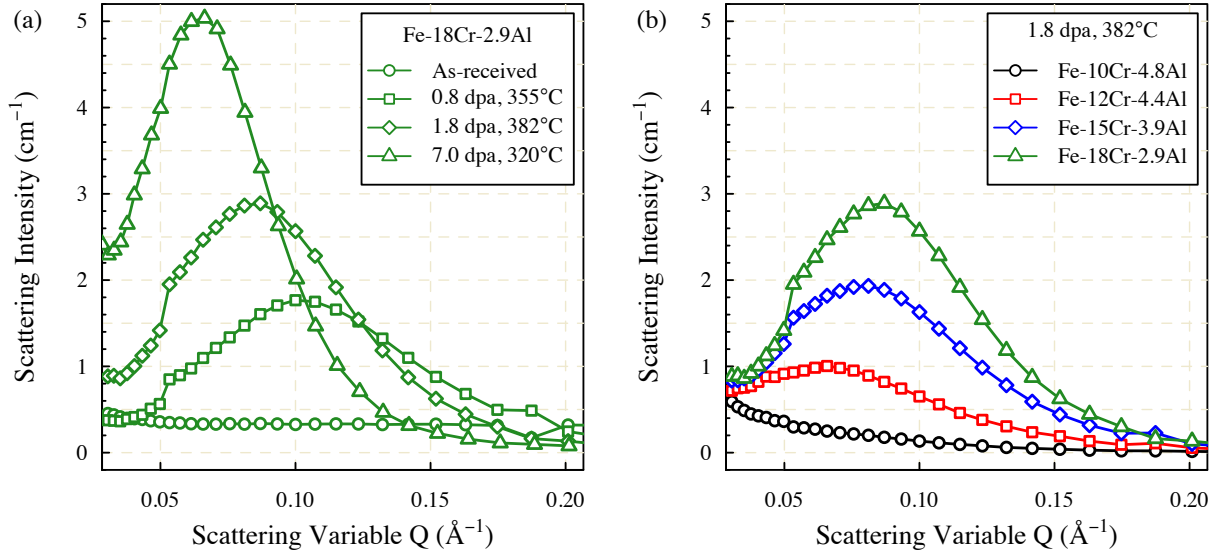 (a)
Scattering Intensity (cm⁻¹)
5
4
3
2
1
0
Fe-18Cr-2.9Al
As-received
0.8 dpa, 355°C
1.8 dpa, 382°C
7.0 dpa, 320°C
0.05
0.10
0.15
0.20
Scattering Variable Q (Å⁻¹)
(b)
Scattering Intensity (cm⁻¹)
5
4
3
2
1
0
1.8 dpa, 382°C
Fe-10Cr-4.8Al
Fe-12Cr-4.4Al
Fe-15Cr-3.9Al
Fe-18Cr-2.9Al
0.05
0.10
0.15
0.20
Scattering Variable Q (Å⁻¹)